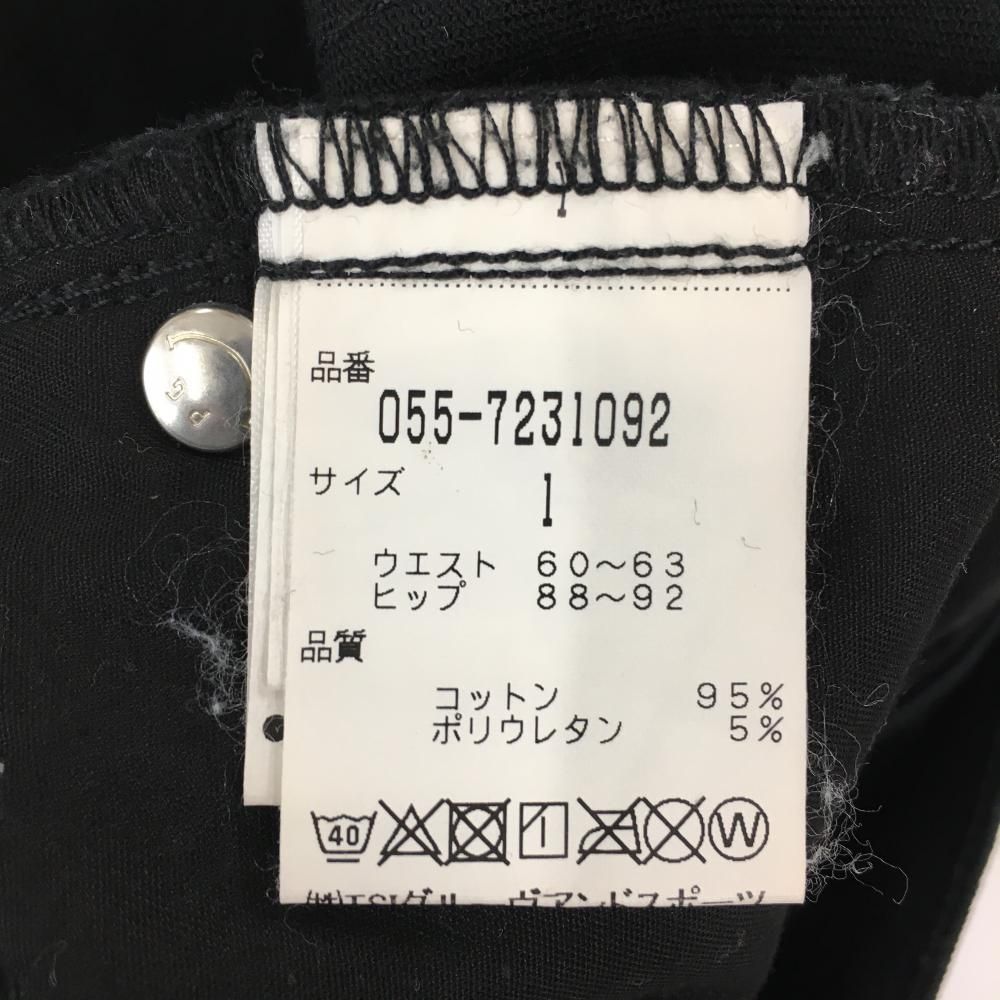 品番
055-7231092
サイズ
1
ウエスト 60～63
ヒップ 88～92
品質
コットン 95%
ポリウレタン 5%
40
W